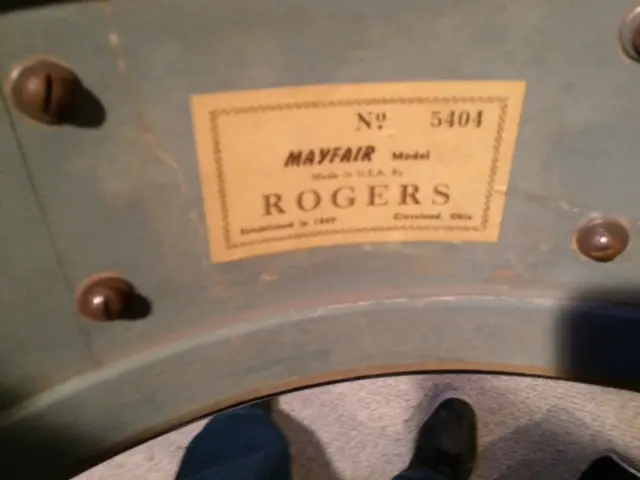 Nº 5404
MAYFAIR Model
Made in U.S.A. By
ROGERS
Established in 1849 Cleveland, Ohio